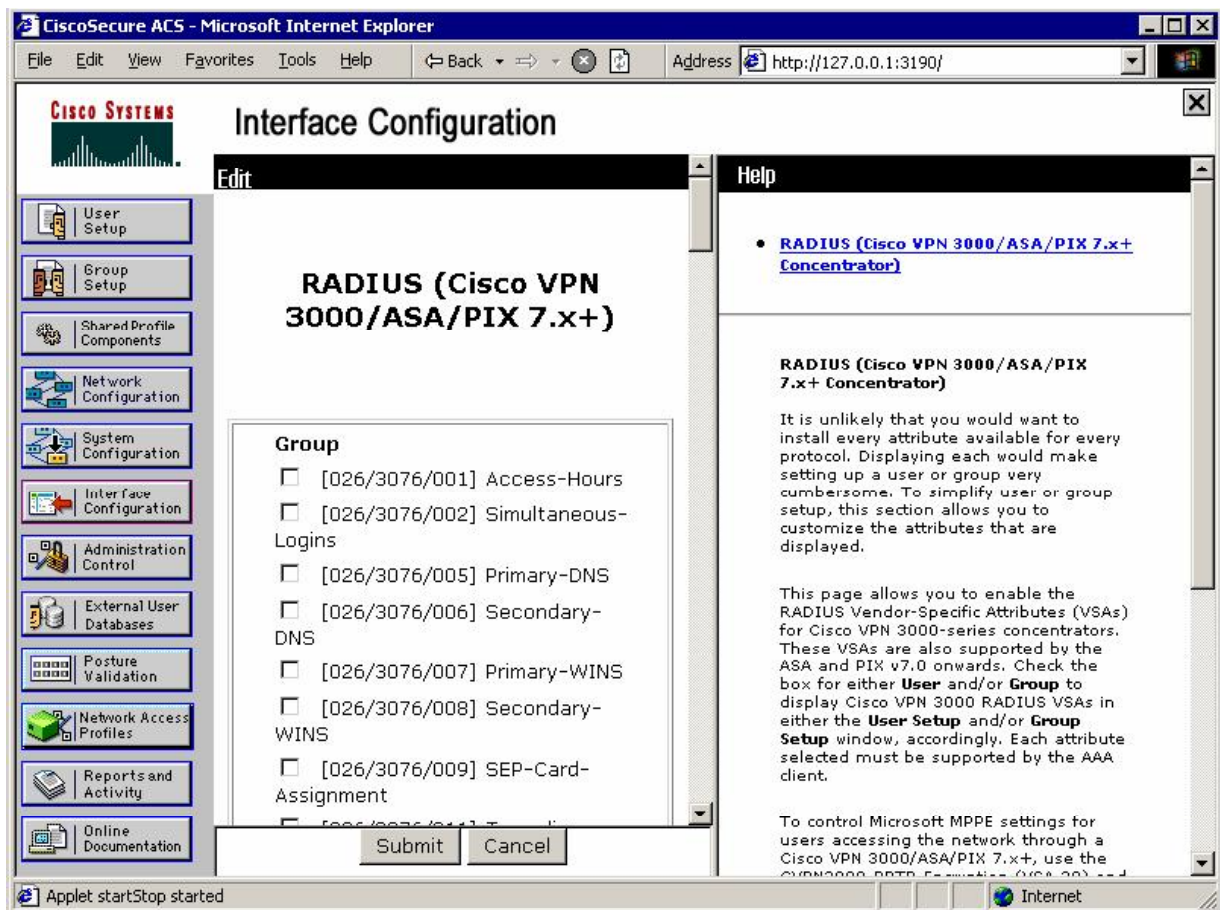 CiscoSecure ACS - Microsoft Internet Explorer
File Edit View Favorites Tools Help Back Address http://127.0.0.1:3190/
CISCO SYSTEMS
Interface Configuration
User
Setup
Group
Setup
Shared Profile
Components
Network
Configuration
System
Configuration
Interface
Configuration
Administration
Control
External User
Databases
Posture
Validation
Network Access
Profiles
Reports and
Activity
Online
Documentation
Edit
RADIUS (Cisco VPN
3000/ASA/PIX 7.x+)
Group
[026/3076/001] Access-Hours
[026/3076/002] Simultaneous-
Logins
[026/3076/005] Primary-DNS
[026/3076/006] Secondary-
DNS
[026/3076/007] Primary-WINS
[026/3076/008] Secondary-
WINS
[026/3076/009] SEP-Card-
Assignment
Submit Cancel
Help
RADIUS (Cisco VPN 3000/ASA/PIX 7.x+
Concentrator)
RADIUS (Cisco VPN 3000/ASA/PIX
7.x+ Concentrator)
It is unlikely that you would want to
install every attribute available for every
protocol. Displaying each would make
setting up a user or group very
cumbersome. To simplify user or group
setup, this section allows you to
customize the attributes that are
displayed.
This page allows you to enable the
RADIUS Vendor-Specific Attributes (VSAs)
for Cisco VPN 3000-series concentrators.
These VSAs are also supported by the
ASA and PIX v7.0 onwards. Check the
box for either User and/or Group to
display Cisco VPN 3000 RADIUS VSAs in
either the User Setup and/or Group
Setup window, accordingly. Each attribute
selected must be supported by the AAA
client.
To control Microsoft MPPE settings for
users accessing the network through a
Cisco VPN 3000/ASA/PIX 7.x+, use the
Applet startStop started
Internet